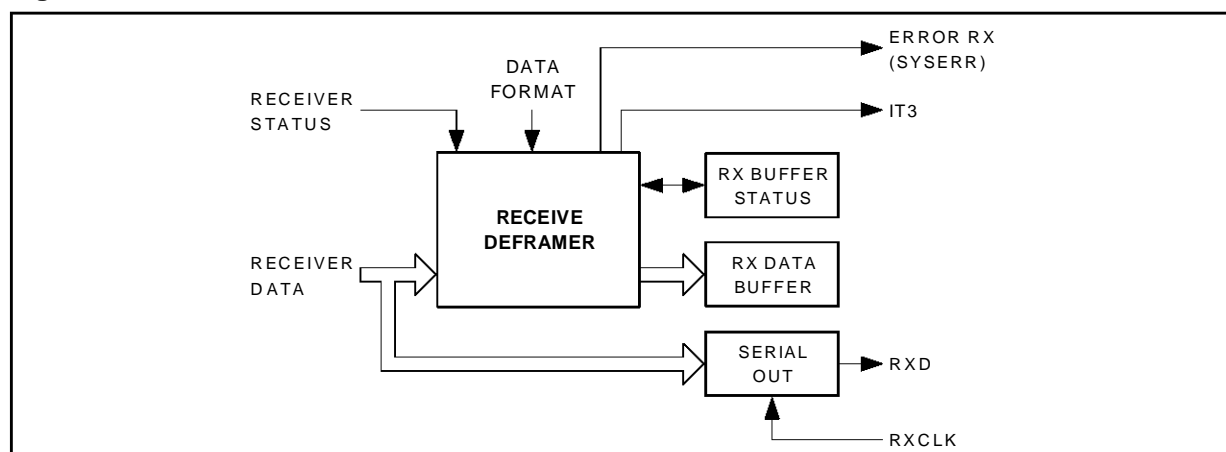 ERROR RX
(SYSERR)
DATA
FORMAT
RECEIVER
STATUS
IT3
RX BUFFER
STATUS
RECEIVE
DEFRAMER
RECEIVER
DATA
RX DATA
BUFFER
SERIAL
OUT
RXD
RXCLK